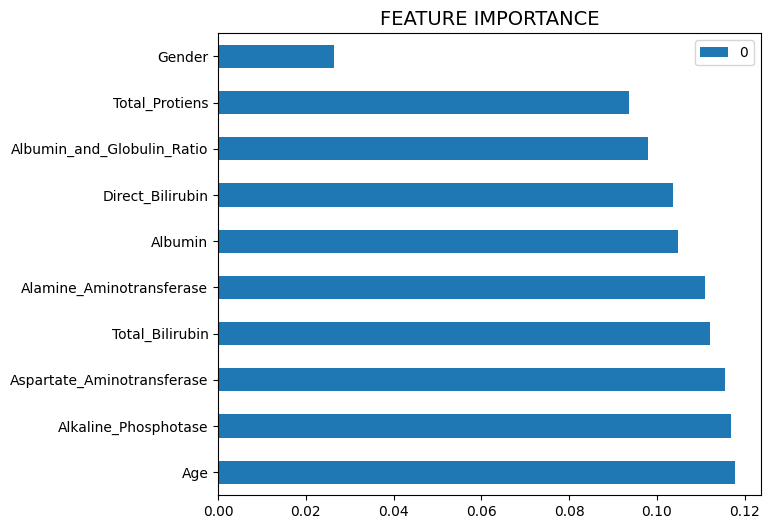 FEATURE IMPORTANCE
0
Gender
Total_Protiens
Albumin_and_Globulin_Ratio
Direct_Bilirubin
Albumin
Alamine_Aminotransferase
Total_Bilirubin
Aspartate_Aminotransferase
Alkaline_Phosphotase
Age
0.00 0.02 0.04 0.06 0.08 0.10 0.12